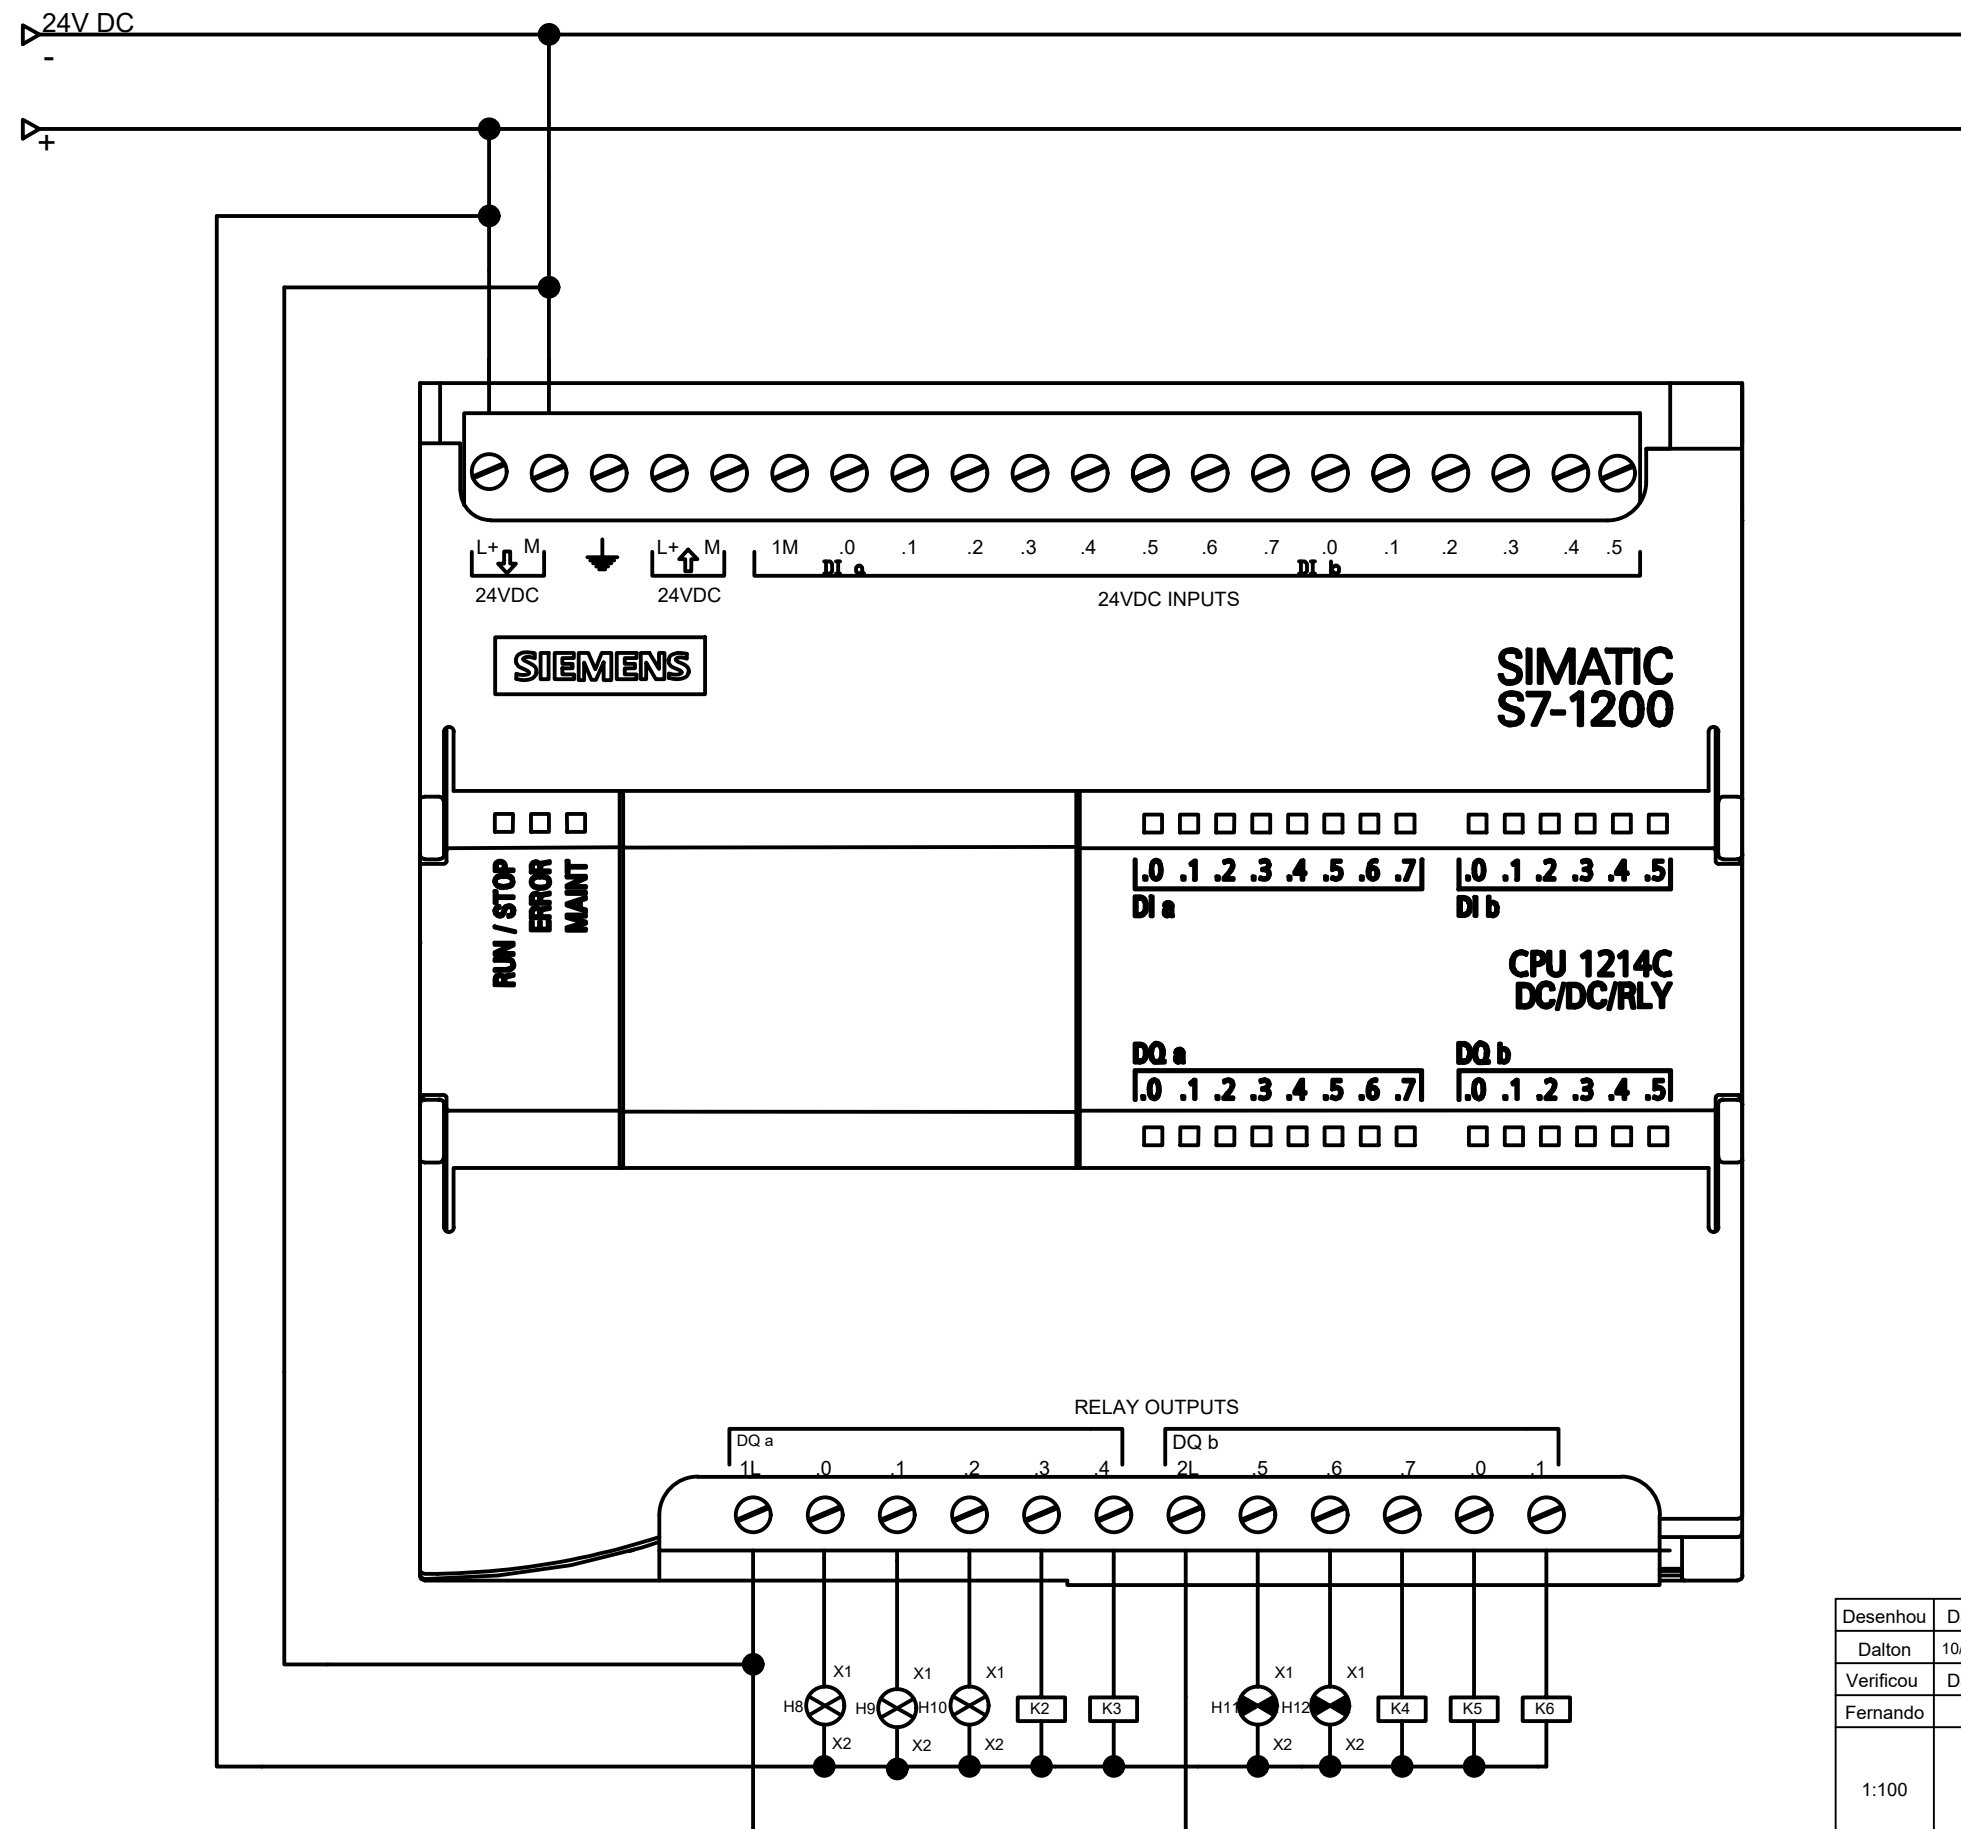 24V DC
-
+
L+ M L+ M 1M .0 .1 .2 .3 .4 .5 .6 .7 .0 .1 .2 .3 .4 .5
DI a DI b
24VDC 24VDC 24VDC INPUTS
SIEMENS
SIMATIC
S7-1200
RUN / STOP
ERROR
MAINT
.0 .1 .2 .3 .4 .5 .6 .7 .0 .1 .2 .3 .4 .5
DI a DI b
CPU 1214C
DC/DC/RLY
DQ a DQ b
.0 .1 .2 .3 .4 .5 .6 .7 .0 .1 .2 .3 .4 .5
RELAY OUTPUTS
DQ a DQ b
1L .0 .1 .2 .3 .4 2L .5 .6 .7 .0 .1
X1 X1 X1 X1 X1
H8 H9 H10 K2 K3 H11 H12 K4 K5 K6
X2 X2 X2 X2 X2
Desenhou
Dalton
Verificou
Fernando
1:100